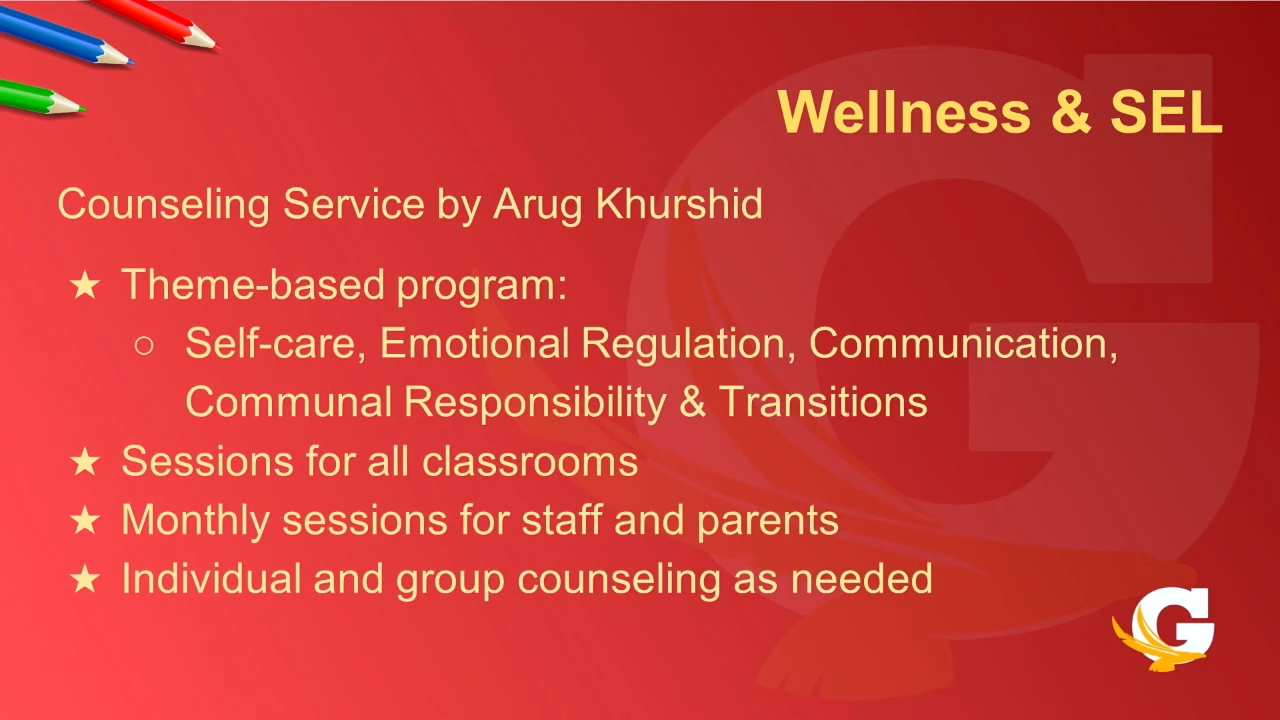 Wellness & SEL
Counseling Service by Arug Khurshid
★ Theme-based program:
○ Self-care, Emotional Regulation, Communication,
Communal Responsibility & Transitions
★ Sessions for all classrooms
★ Monthly sessions for staff and parents
★ Individual and group counseling as needed
G